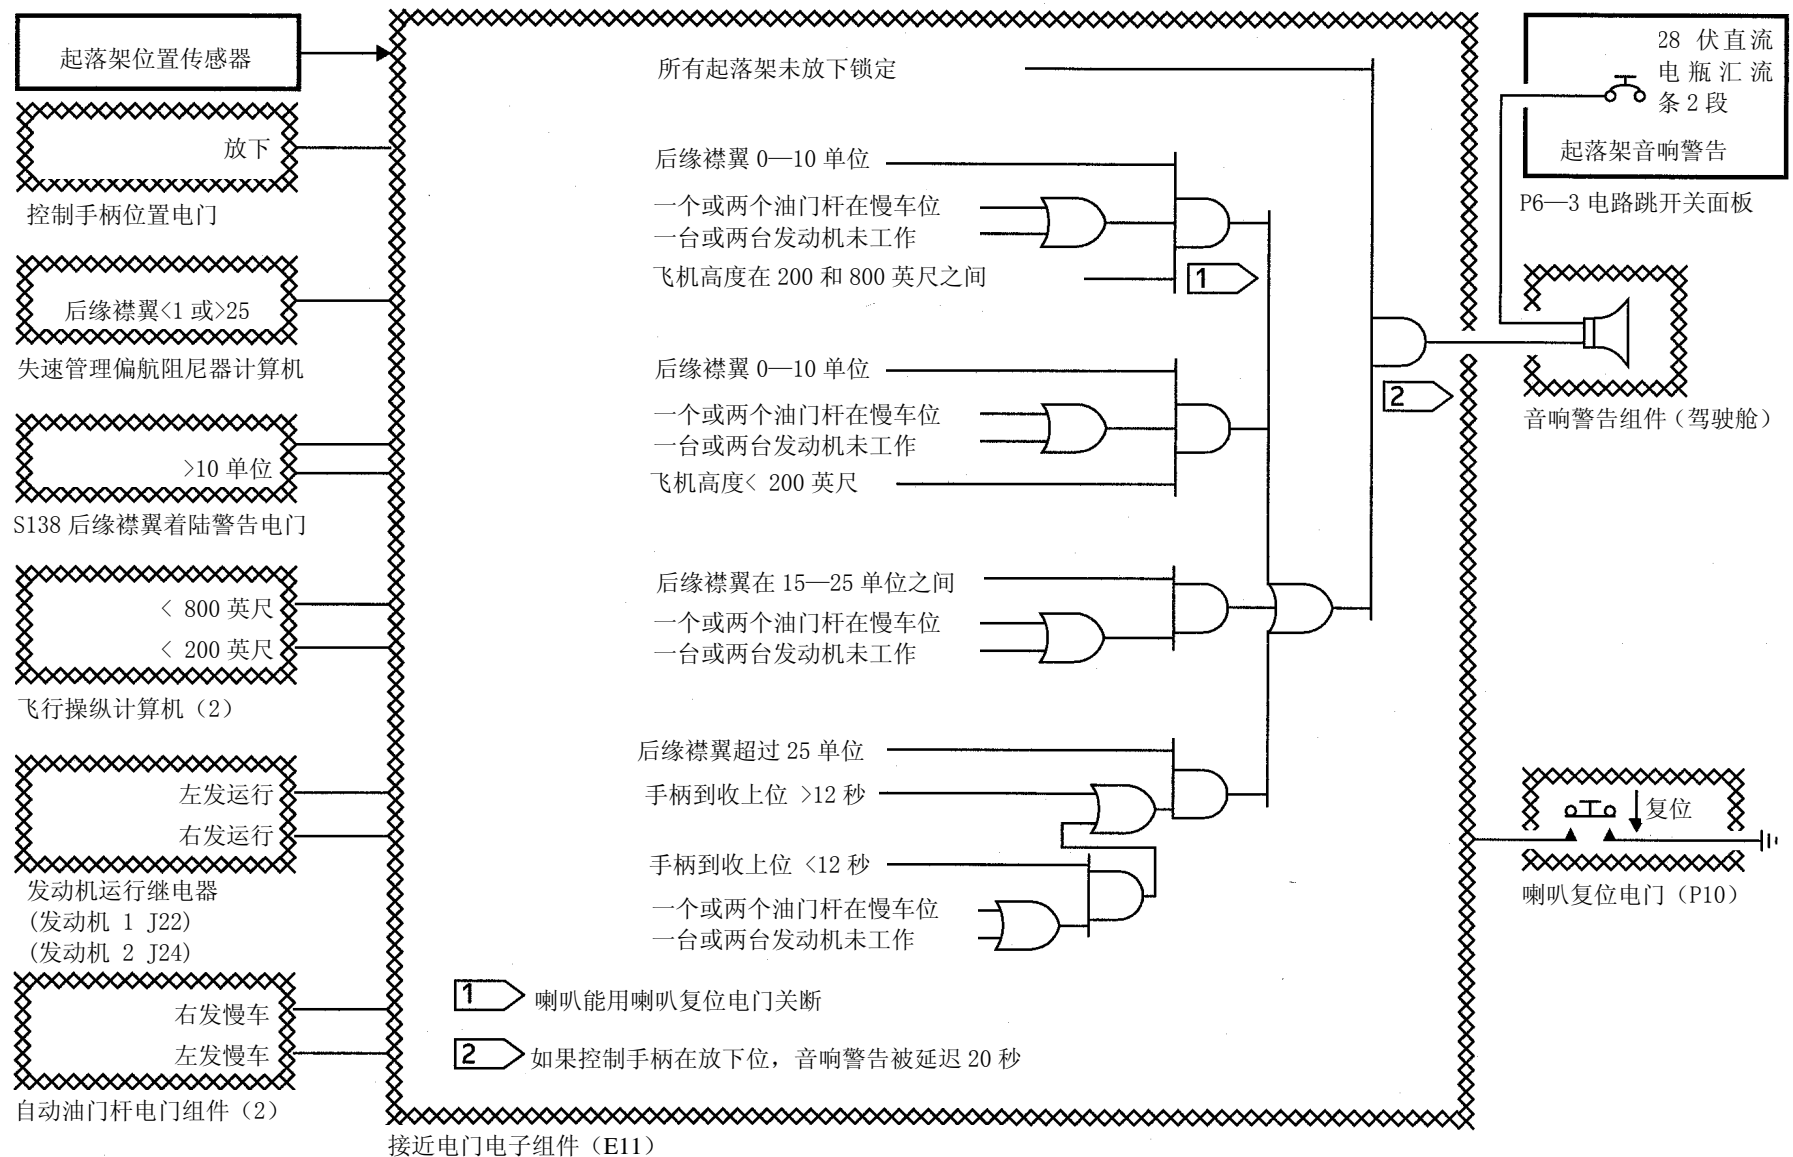 起落架位置传感器
放下
控制手柄位置电门
后缘襟翼<1 或>25
失速管理偏航阻尼器计算机
>10 单位
S138 后缘襟翼着陆警告电门
< 800 英尺
< 200 英尺
飞行操纵计算机（2）
左发运行
右发运行
发动机运行继电器
(发动机 1 J22)
(发动机 2 J24)
右发慢车
左发慢车
自动油门杆电门组件（2）
所有起落架未放下锁定
后缘襟翼 0—10 单位
一个或两个油门杆在慢车位
一台或两台发动机未工作
飞机高度在 200 和 800 英尺之间
1
后缘襟翼 0—10 单位
一个或两个油门杆在慢车位
一台或两台发动机未工作
飞机高度< 200 英尺
后缘襟翼在 15—25 单位之间
一个或两个油门杆在慢车位
一台或两台发动机未工作
后缘襟翼超过 25 单位
手柄到收上位 >12 秒
手柄到收上位 <12 秒
一个或两个油门杆在慢车位
一台或两台发动机未工作
2
1 喇叭能用喇叭复位电门关断
2 如果控制手柄在放下位，音响警告被延迟 20 秒
接近电门电子组件（E11）
28 伏直流
电瓶汇流
条 2 段
起落架音响警告
P6—3 电路跳开关面板
音响警告组件（驾驶舱）
复位
喇叭复位电门（P10）